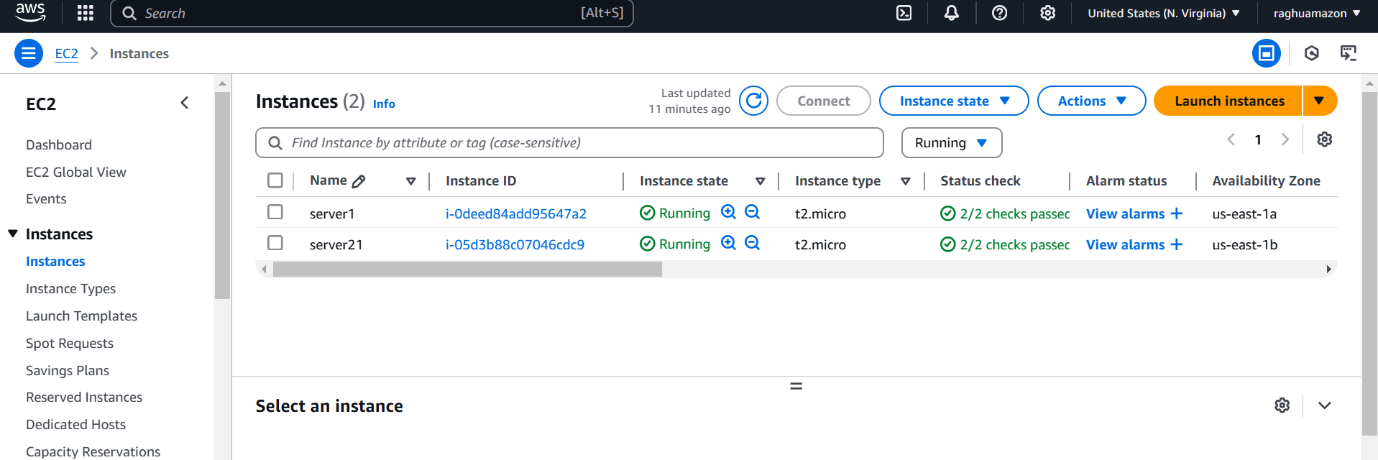 aws Search [Alt+S] United States (N. Virginia) raghuamazon
EC2 Instances
EC2
Dashboard
EC2 Global View
Events
Instances
Instances
Instance Types
Launch Templates
Spot Requests
Savings Plans
Reserved Instances
Dedicated Hosts
Capacity Reservations
Instances (2) Info
Last updated
11 minutes ago
Connect Instance state Actions Launch instances
Find Instance by attribute or tag (case-sensitive) Running 1
Name Instance ID Instance state Instance type Status check Alarm status Availability Zone
server1 i-0deed84add95647a2 Running t2.micro 2/2 checks passec View alarms + us-east-1a
server21 i-05d3b88c07046cdc9 Running t2.micro 2/2 checks passec View alarms + us-east-1b
Select an instance